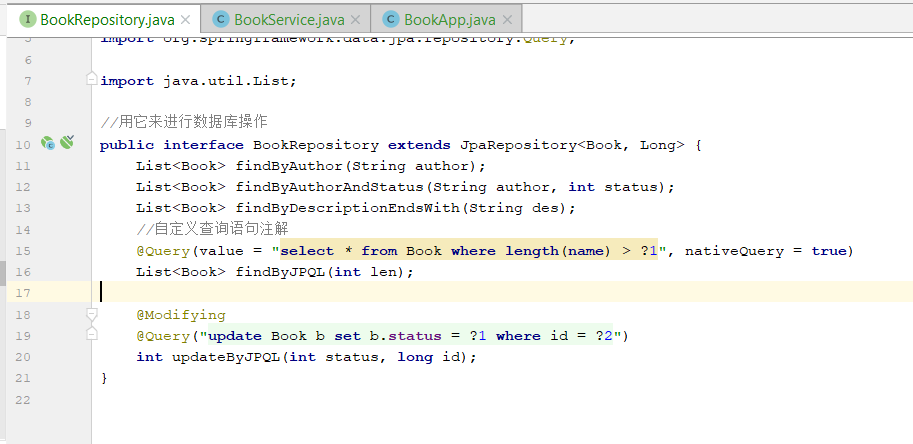 BookRepository.java BookService.java BookApp.java
5 import org.springframework.data.jpa.repository.Query;
6
7 import java.util.List;
8
9 //用它来进行数据库操作
10 public interface BookRepository extends JpaRepository<Book, Long> {
11 List<Book> findByAuthor(String author);
12 List<Book> findByAuthorAndStatus(String author, int status);
13 List<Book> findByDescriptionEndsWith(String des);
14 //自定义查询语句注解
15 @Query(value = "select * from Book where length(name) > ?1", nativeQuery = true)
16 List<Book> findByJPQL(int len);
17
18 @Modifying
19 @Query("update Book b set b.status = ?1 where id = ?2")
20 int updateByJPQL(int status, long id);
21 }
22